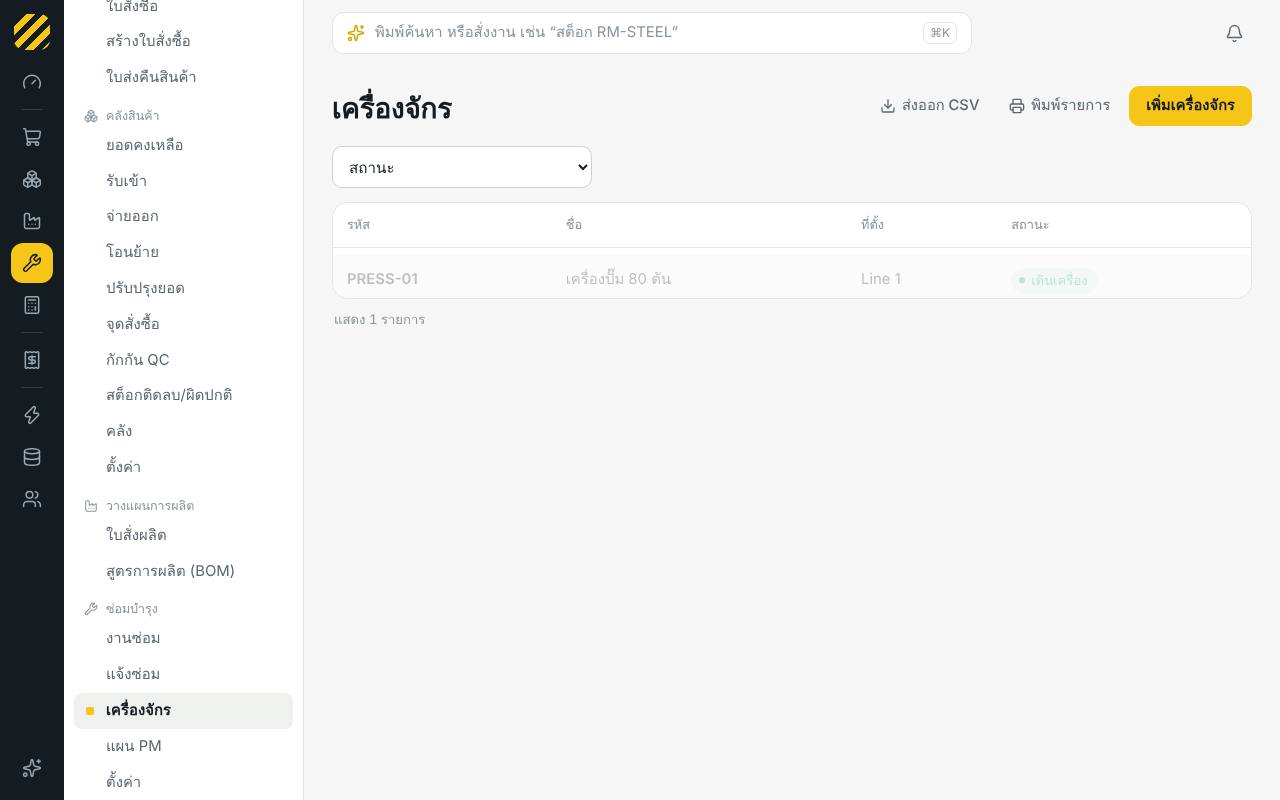 ใบสั่งซื้อ
สร้างใบสั่งซื้อ
ใบส่งคืนสินค้า
คลังสินค้า
ยอดคงเหลือ
รับเข้า
จ่ายออก
โอนย้าย
ปรับปรุงยอด
จุดสั่งซื้อ
กักกัน QC
สต็อกติดลบ/ผิดปกติ
คลัง
ตั้งค่า
วางแผนการผลิต
ใบสั่งผลิต
สูตรการผลิต (BOM)
ซ่อมบำรุง
งานซ่อม
แจ้งซ่อม
เครื่องจักร
แผน PM
ตั้งค่า
พิมพ์ค้นหา หรือสั่งงาน เช่น “สต็อก RM-STEEL” ⌘K
เครื่องจักร
ส่งออก CSV พิมพ์รายการ เพิ่มเครื่องจักร
สถานะ
รหัส ชื่อ ที่ตั้ง สถานะ
PRESS-01 เครื่องปั๊ม 80 ตัน Line 1 เดินเครื่อง
แสดง 1 รายการ